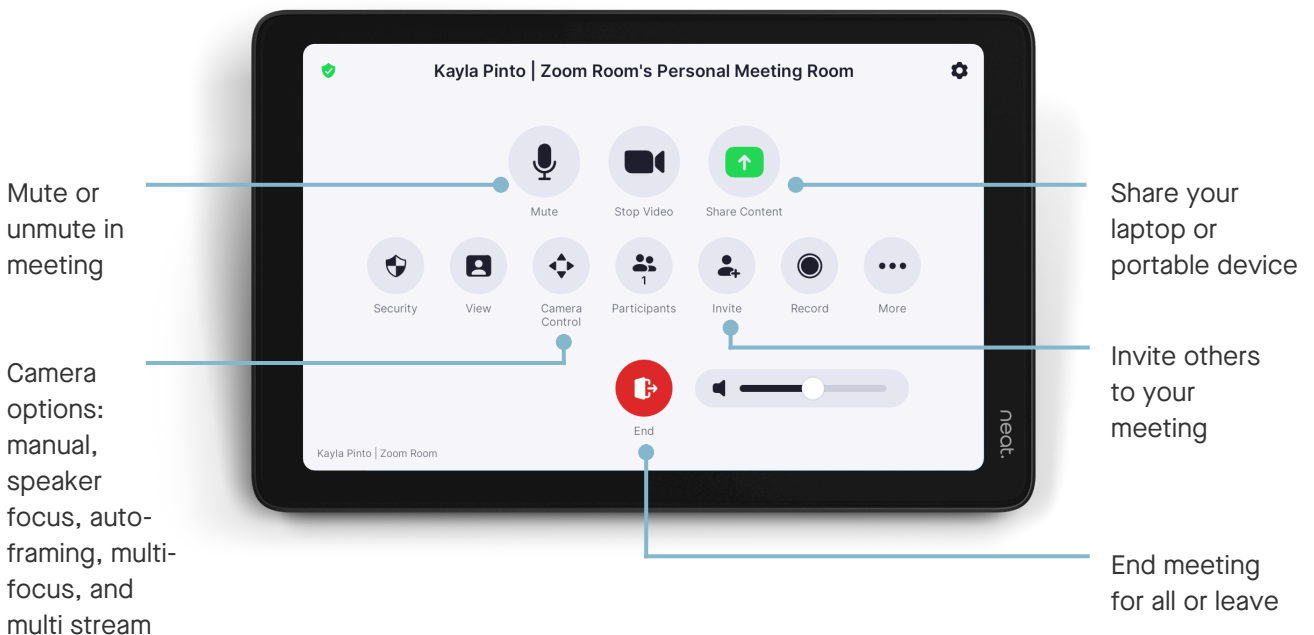 Kayla Pinto | Zoom Room's Personal Meeting Room
Mute
Stop Video
Share Content
Security
View
Camera
Control
Participants
1
Invite
Record
More
End
Kayla Pinto | Zoom Room
neat.
Mute or
unmute in
meeting
Camera
options:
manual,
speaker
focus, auto-
framing, multi-
focus, and
multi stream
Share your
laptop or
portable device
Invite others
to your
meeting
End meeting
for all or leave